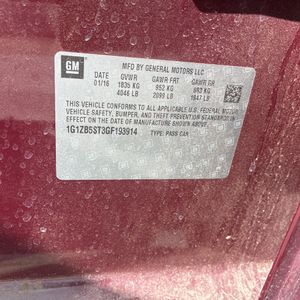 GM
MFD BY GENERAL MOTORS LLC
DATE GVWR GAWR FRT GAWR RR
01/16 1835 KG 952 KG 883 KG
4046 LB 2099 LB 1947 LB
THIS VEHICLE CONFORMS TO ALL APPLICABLE U.S. FEDERAL MOTOR
VEHICLE SAFETY, BUMPER, AND THEFT PREVENTION STANDARDS
IN EFFECT ON THE DATE OF MANUFACTURE SHOWN ABOVE.
1G1ZB5ST3GF193914 TYPE: PASS CAR